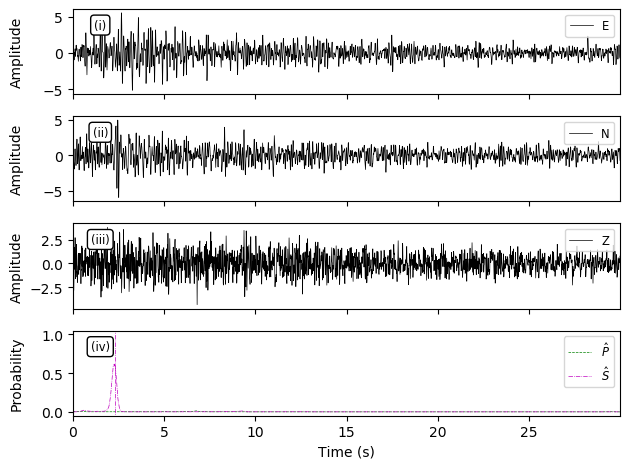 5
0
−5
Amplitude
(i)
E
5
0
−5
Amplitude
(ii)
N
2.5
0.0
−2.5
Amplitude
(iii)
Z
1.0
0.5
0.0
Probability
(iv)
P̂
Ŝ
0 5 10 15 20 25
Time (s)